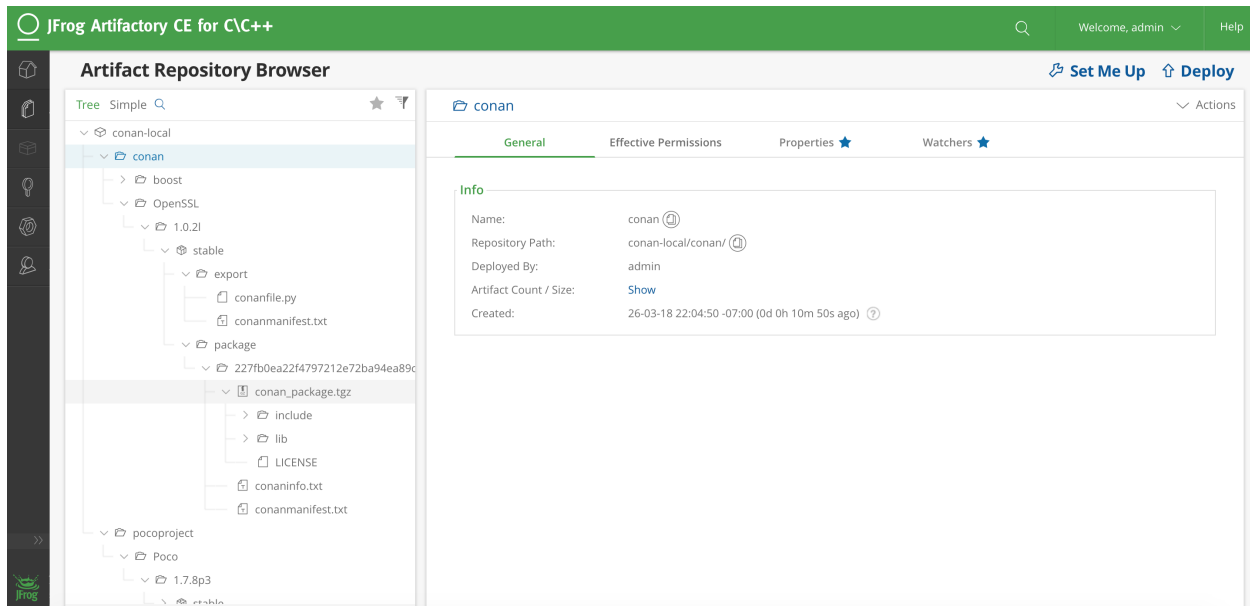 JFrog Artifactory CE for C\C++
Welcome, admin
Help
Artifact Repository Browser
Set Me Up
Deploy
Tree Simple
conan-local
conan
boost
OpenSSL
1.0.2l
stable
export
conanfile.py
conanmanifest.txt
package
227fb0ea22f4797212e72ba94ea89c
conan_package.tgz
include
lib
LICENSE
conaninfo.txt
conanmanifest.txt
pocoproject
Poco
1.7.8p3
stable
conan
Actions
General Effective Permissions Properties Watchers
Info
Name: conan
Repository Path: conan-local/conan/
Deployed By: admin
Artifact Count / Size: Show
Created: 26-03-18 22:04:50 -07:00 (0d 0h 10m 50s ago) ?
JFrog